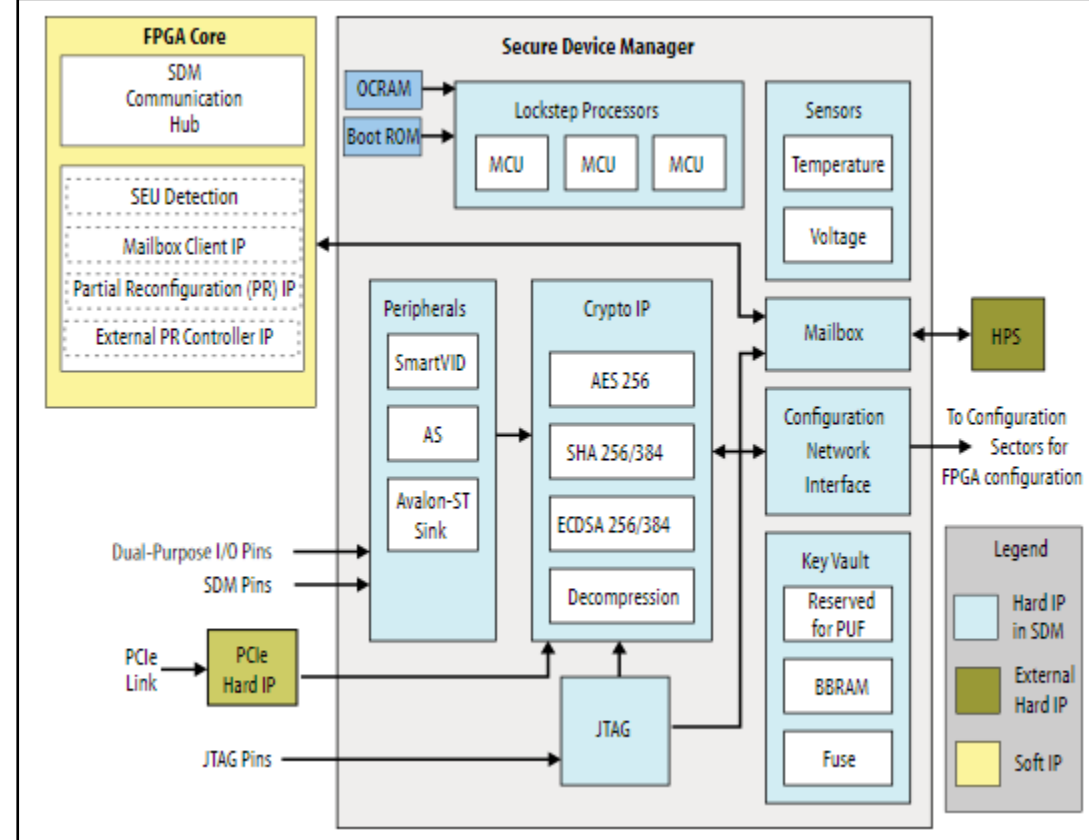 FPGA Core
SDM
Communication
Hub
SEU Detection
Mailbox Client IP
Partial Reconfiguration (PR) IP
External PR Controller IP
Secure Device Manager
OCRAM
Boot ROM
Lockstep Processors
MCU
MCU
MCU
Sensors
Temperature
Voltage
Peripherals
SmartVID
AS
Avalon-ST
Sink
Crypto IP
AES 256
SHA 256/384
ECDSA 256/384
Decompression
Mailbox
HPS
Configuration
Network
Interface
To Configuration
Sectors for
FPGA configuration
Dual-Purpose I/O Pins
SDM Pins
PCIe
Link
PCIe
Hard IP
JTAG Pins
JTAG
Key Vault
Reserved
for PUF
BBRAM
Fuse
Legend
Hard IP
in SDM
External
Hard IP
Soft IP